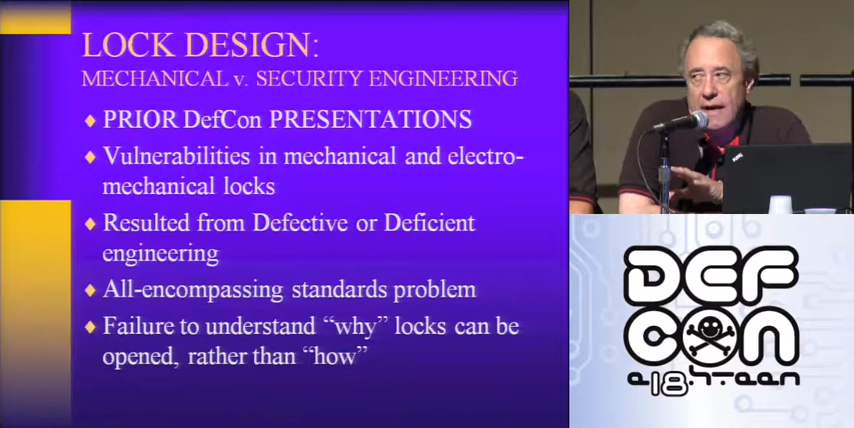 LOCK DESIGN:
MECHANICAL v. SECURITY ENGINEERING
PRIOR DefCon PRESENTATIONS
Vulnerabilities in mechanical and electro-
mechanical locks
Resulted from Defective or Deficient
engineering
All-encompassing standards problem
Failure to understand “why” locks can be
opened, rather than “how”
DEF
CON
e18h.teen